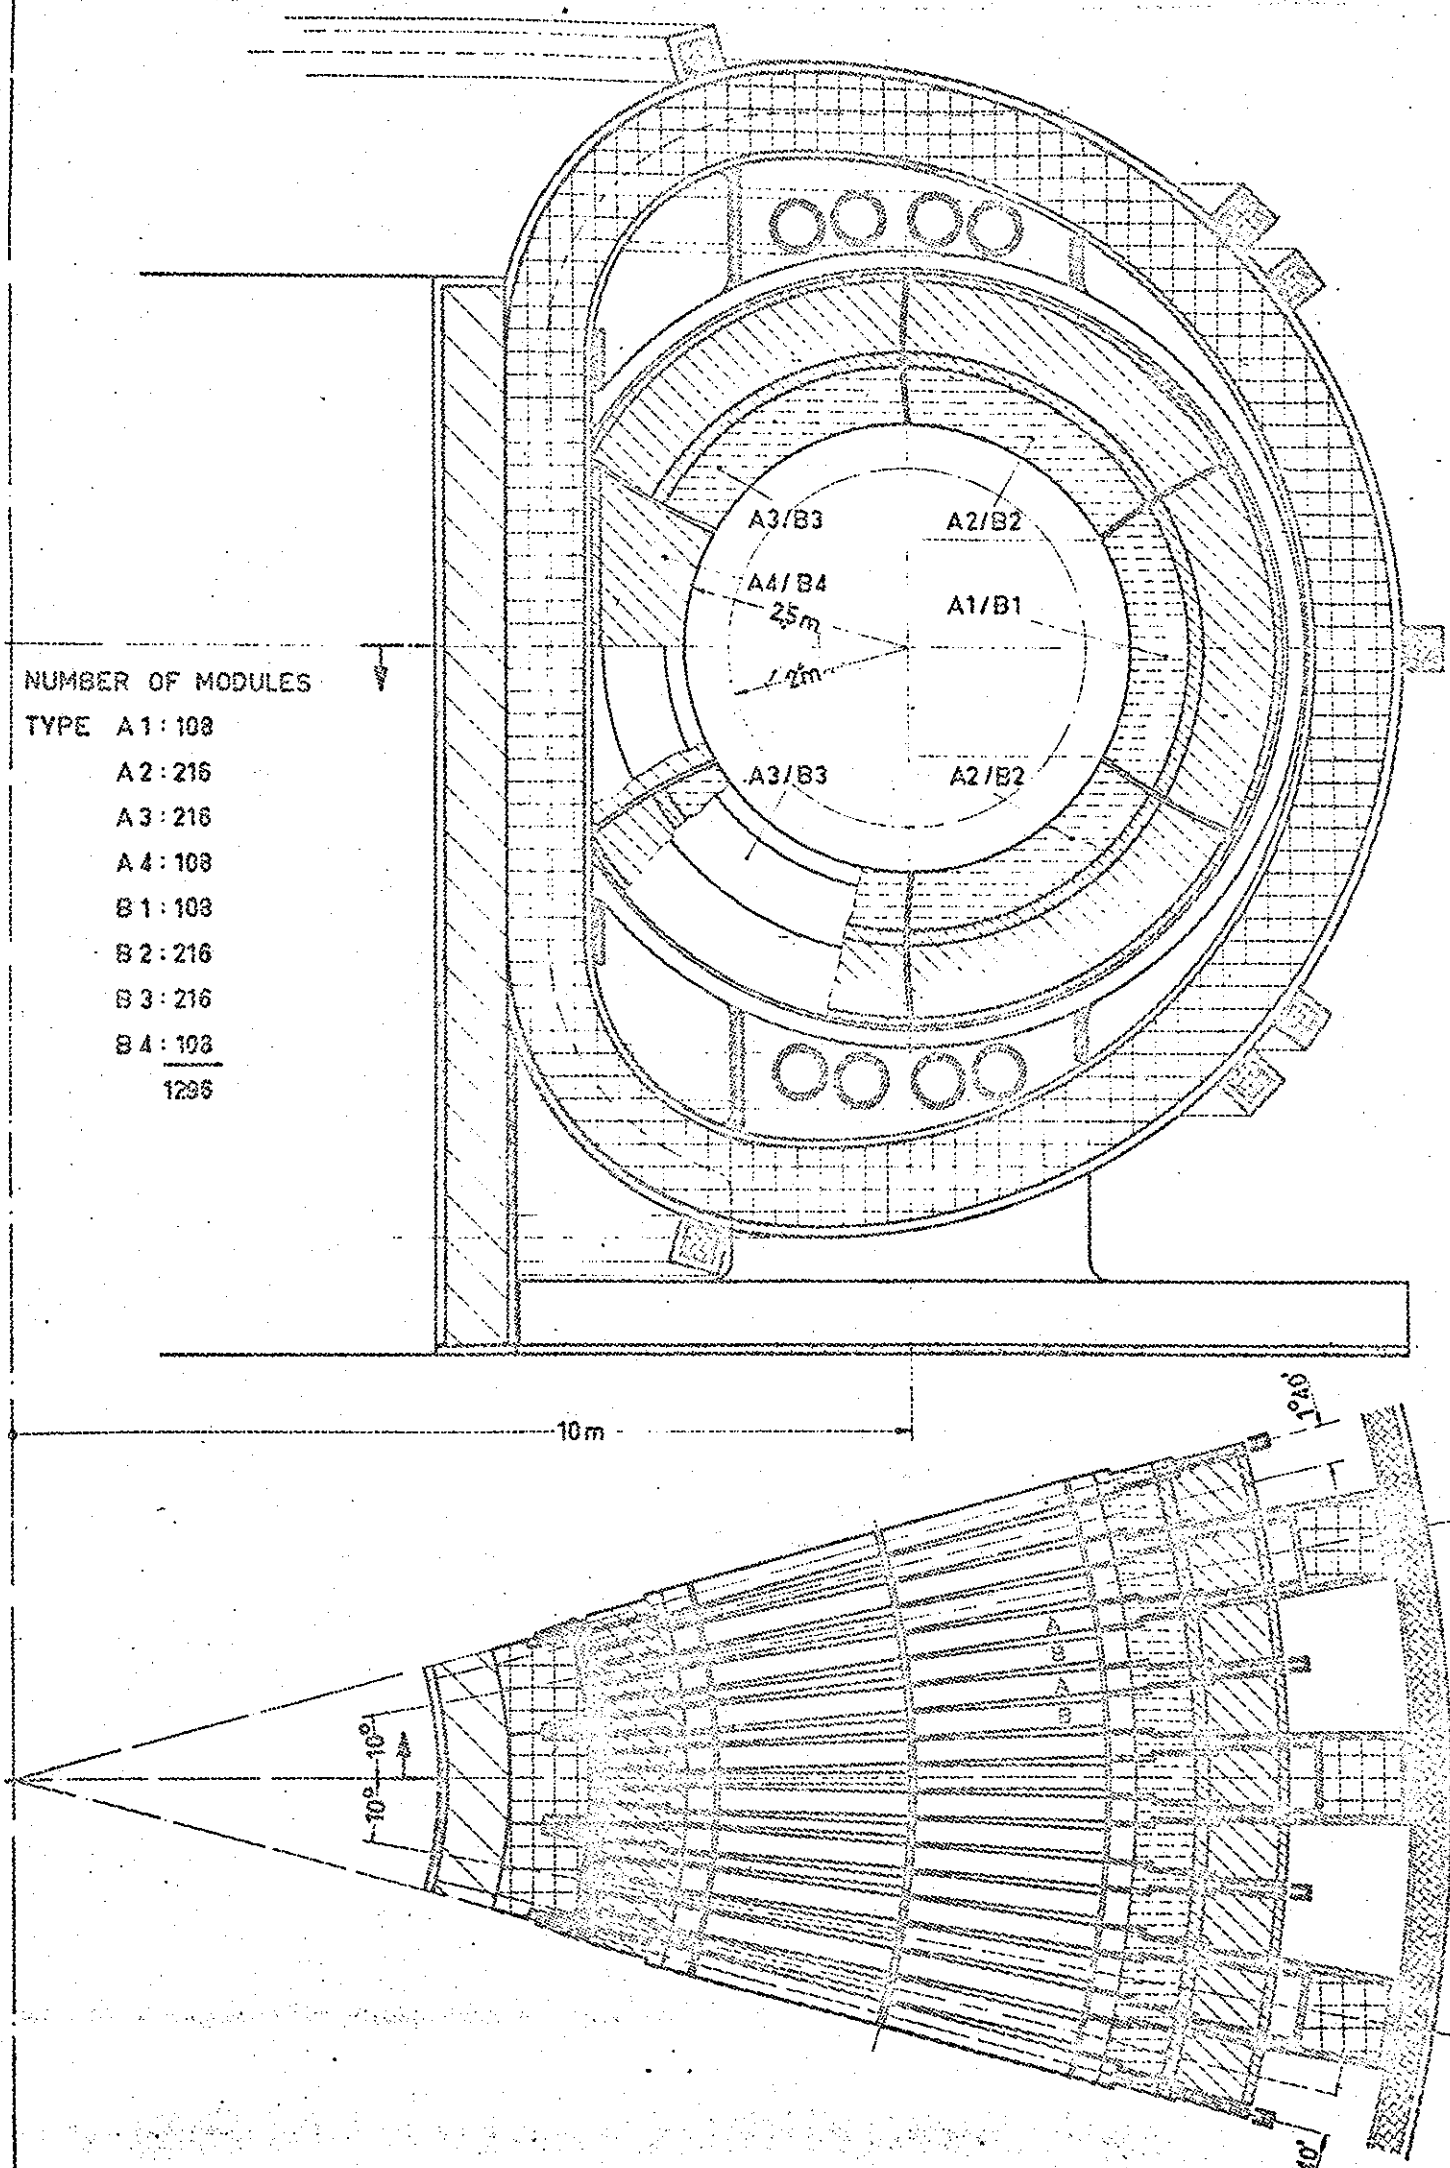 A3/B3
A2/B2
A4/B4
2,5m
A1/B1
NUMBER OF MODULES
TYPE A1:108
A2:216
A3:216
A4:108
B1:108
B2:216
B3:216
B4:108
1296
A3/B3
A2/B2
10m
1°40'
A
B
A
B
10° 10°